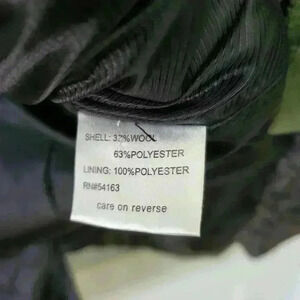 SHELL: 37%WOOL
63%POLYESTER
LINING: 100%POLYESTER
RN#54163
care on reverse